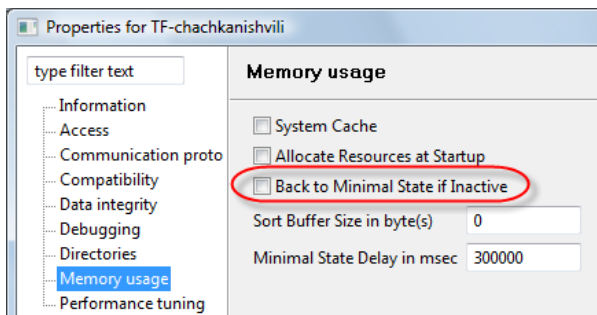 Properties for TF-chachkanishvili
type filter text
Information
Access
Communication proto
Compatibility
Data integrity
Debugging
Directories
Memory usage
Performance tuning
Memory usage
System Cache
Allocate Resources at Startup
Back to Minimal State if Inactive
Sort Buffer Size in byte(s) 0
Minimal State Delay in msec 300000